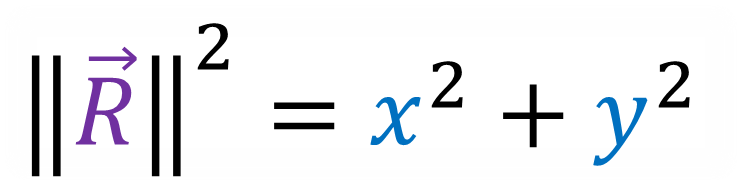 ‖R⃗‖² = x² + y²